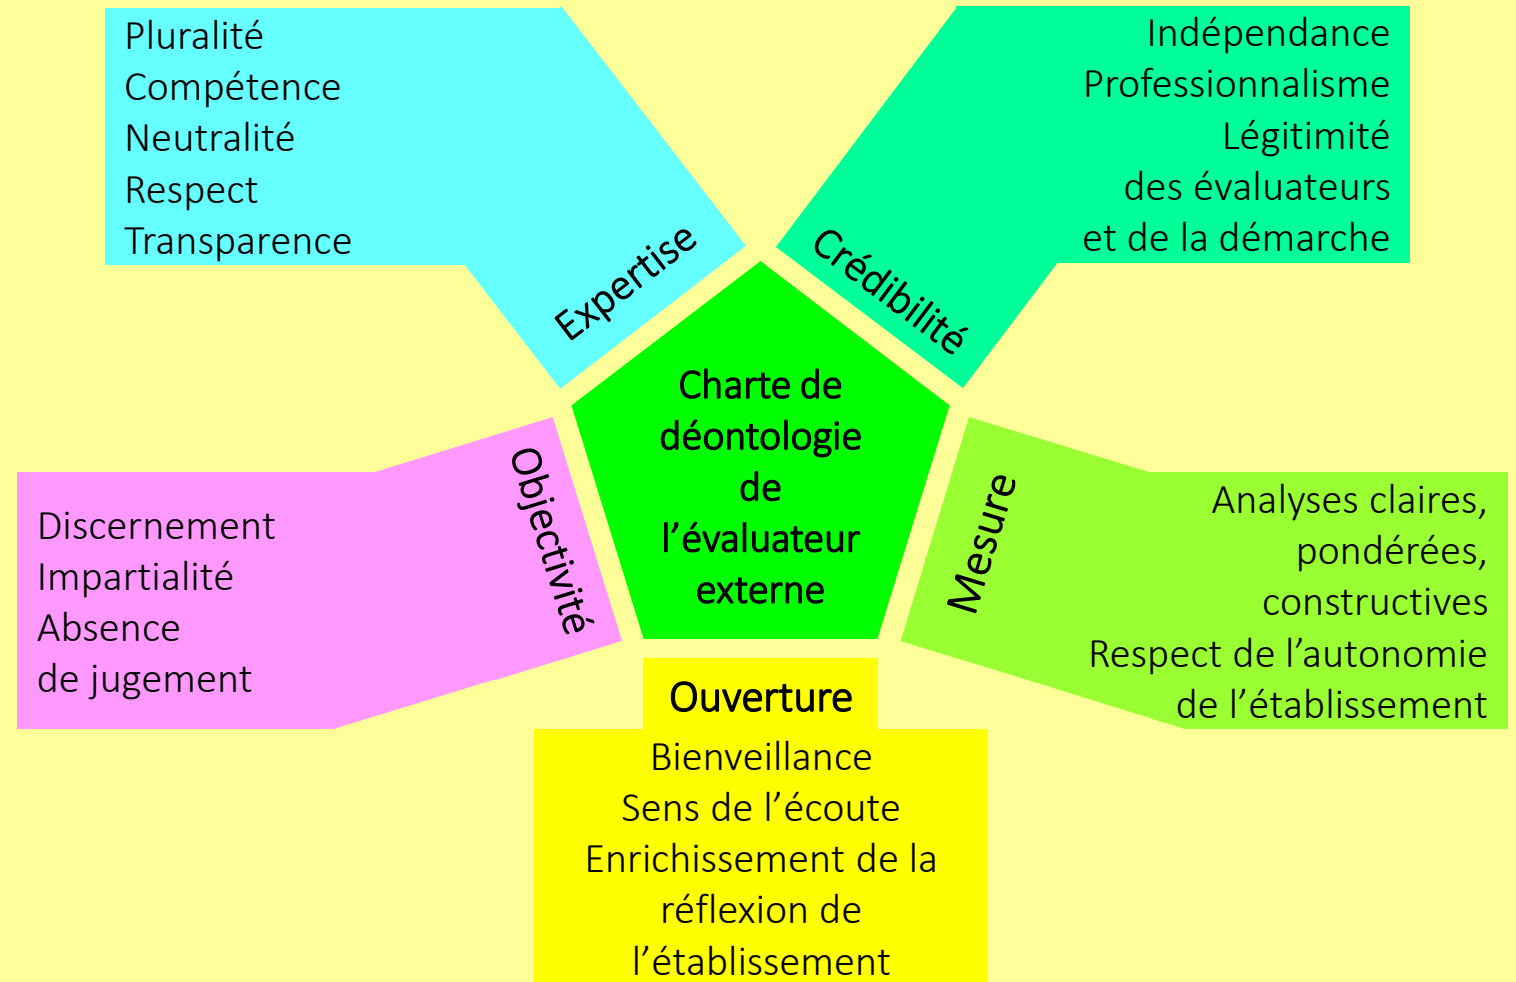 Pluralité
Compétence
Neutralité
Respect
Transparence
Expertise
Indépendance
Professionnalisme
Légitimité
des évaluateurs
et de la démarche
Crédibilité
Charte de
déontologie
de
l’évaluateur
externe
Objectivité
Discernement
Impartialité
Absence
de jugement
Mesure
Analyses claires,
pondérées,
constructives
Respect de l’autonomie
de l’établissement
Ouverture
Bienveillance
Sens de l’écoute
Enrichissement de la
réflexion de
l’établissement